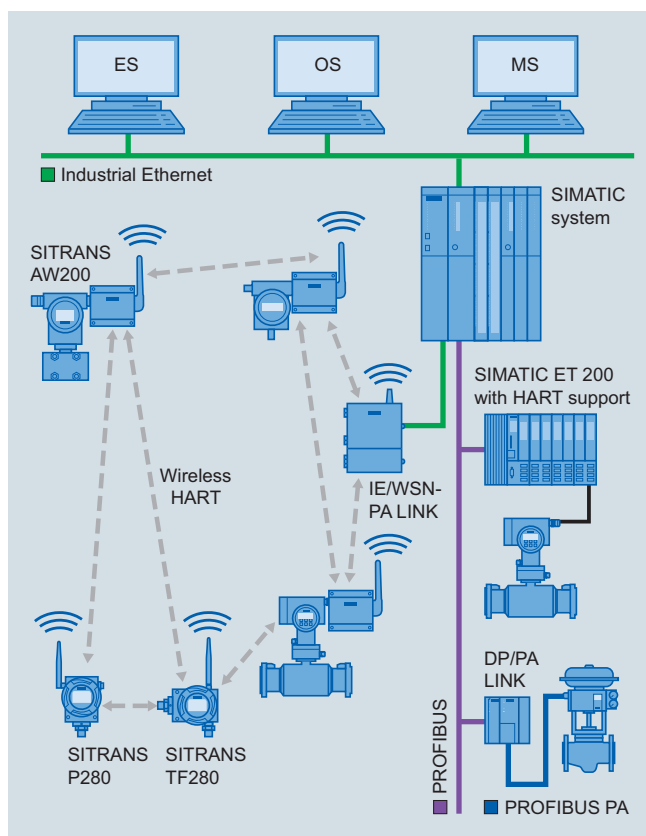 ES
OS
MS
Industrial Ethernet
SIMATIC
system
SITRANS
AW200
SIMATIC ET 200
with HART support
Wireless
HART
IE/WSN-
PA LINK
DP/PA
LINK
SITRANS
P280
SITRANS
TF280
PROFIBUS
PROFIBUS PA